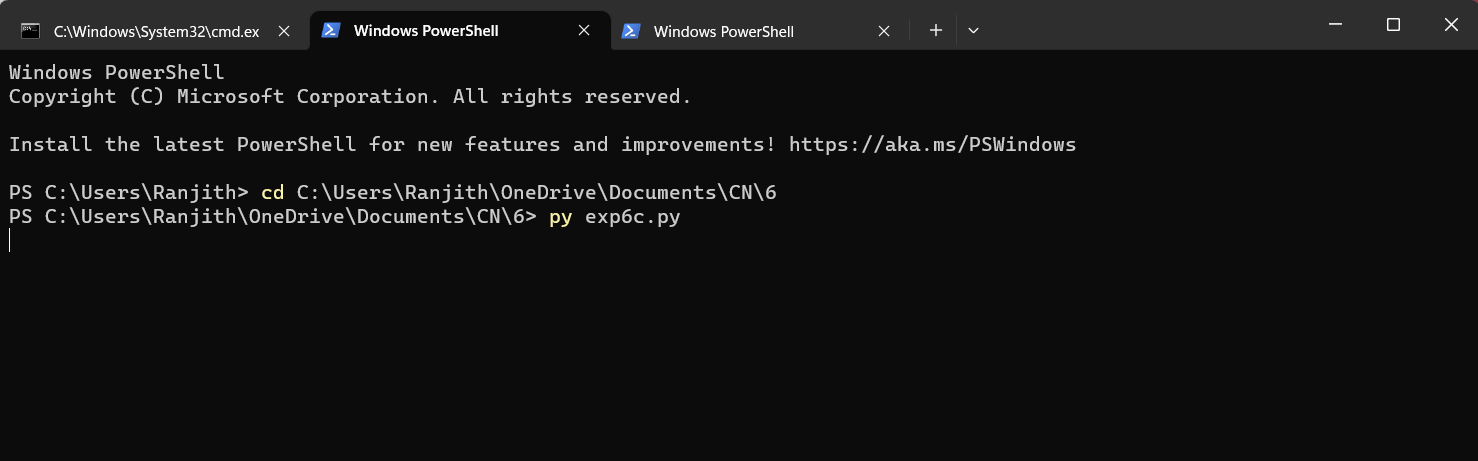 C:\Windows\System32\cmd.ex
Windows PowerShell
Windows PowerShell
Windows PowerShell
Copyright (C) Microsoft Corporation. All rights reserved.
Install the latest PowerShell for new features and improvements! https://aka.ms/PSWindows
PS C:\Users\Ranjith> cd C:\Users\Ranjith\OneDrive\Documents\CN\6
PS C:\Users\Ranjith\OneDrive\Documents\CN\6> py exp6c.py